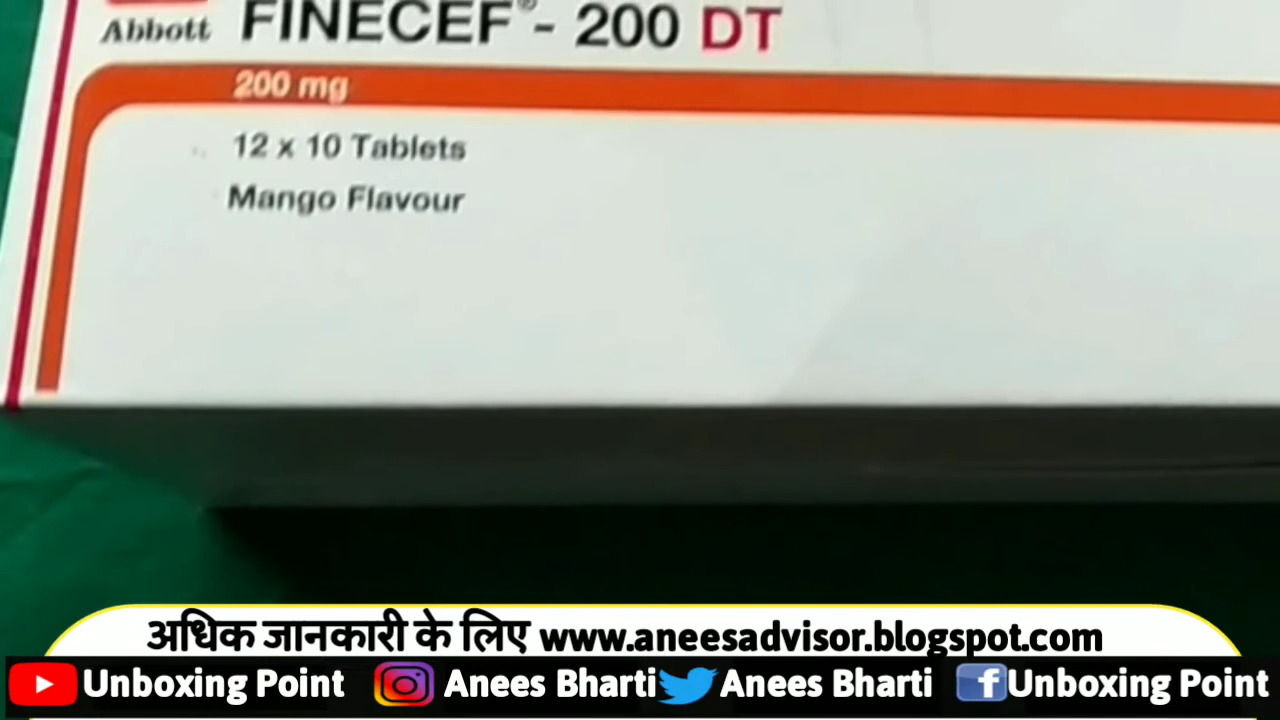 Abbott FINECEF®- 200 DT
200 mg
12 x 10 Tablets
Mango Flavour
अधिक जानकारी के लिए www.aneesadvisor.blogspot.com
Unboxing Point Anees Bharti Anees Bharti Unboxing Point